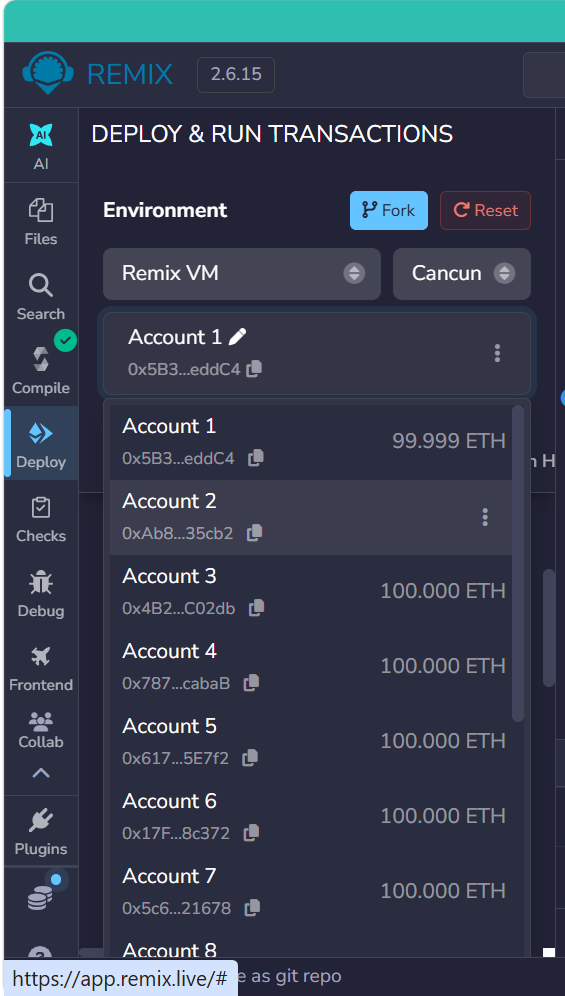 REMIX 2.6.15
AI
AI
Files
Search
Compile
Deploy
Checks
Debug
Frontend
Collab
Plugins
DEPLOY & RUN TRANSACTIONS
Environment Fork Reset
Remix VM Cancun
Account 1
0x5B3...eddC4
Account 1 99.999 ETH
0x5B3...eddC4
Account 2
0xAb8...35cb2
Account 3 100.000 ETH
0x4B2...C02db
Account 4 100.000 ETH
0x787...cabaB
Account 5 100.000 ETH
0x617...5E7f2
Account 6 100.000 ETH
0x17F...8c372
Account 7 100.000 ETH
0x5c6...21678
Account 8
https://app.remix.live/# as git repo